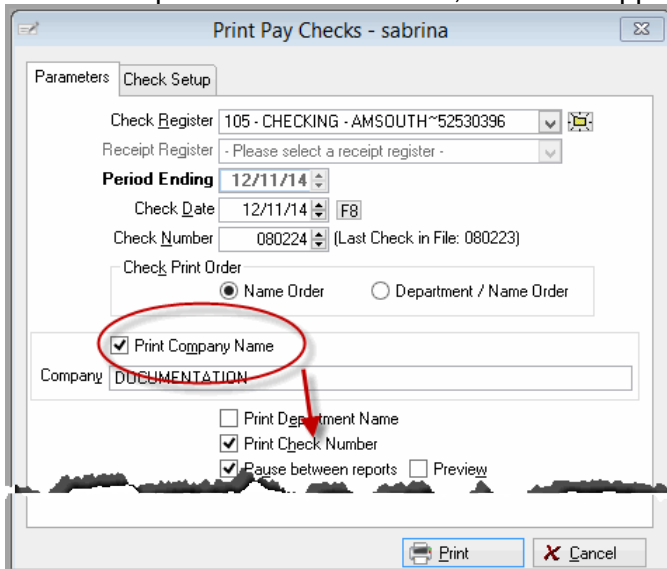 Print Pay Checks - sabrina
Parameters Check Setup
Check Register 105 - CHECKING - AMSOUTH~52530396
Receipt Register - Please select a receipt register -
Period Ending 12/11/14
Check Date 12/11/14 F8
Check Number 080224 (Last Check in File: 080223)
Check Print Order
Name Order Department / Name Order
Print Company Name
Company DOCUMENTATION
Print Department Name
Print Check Number
Pause between reports Preview
Print Cancel